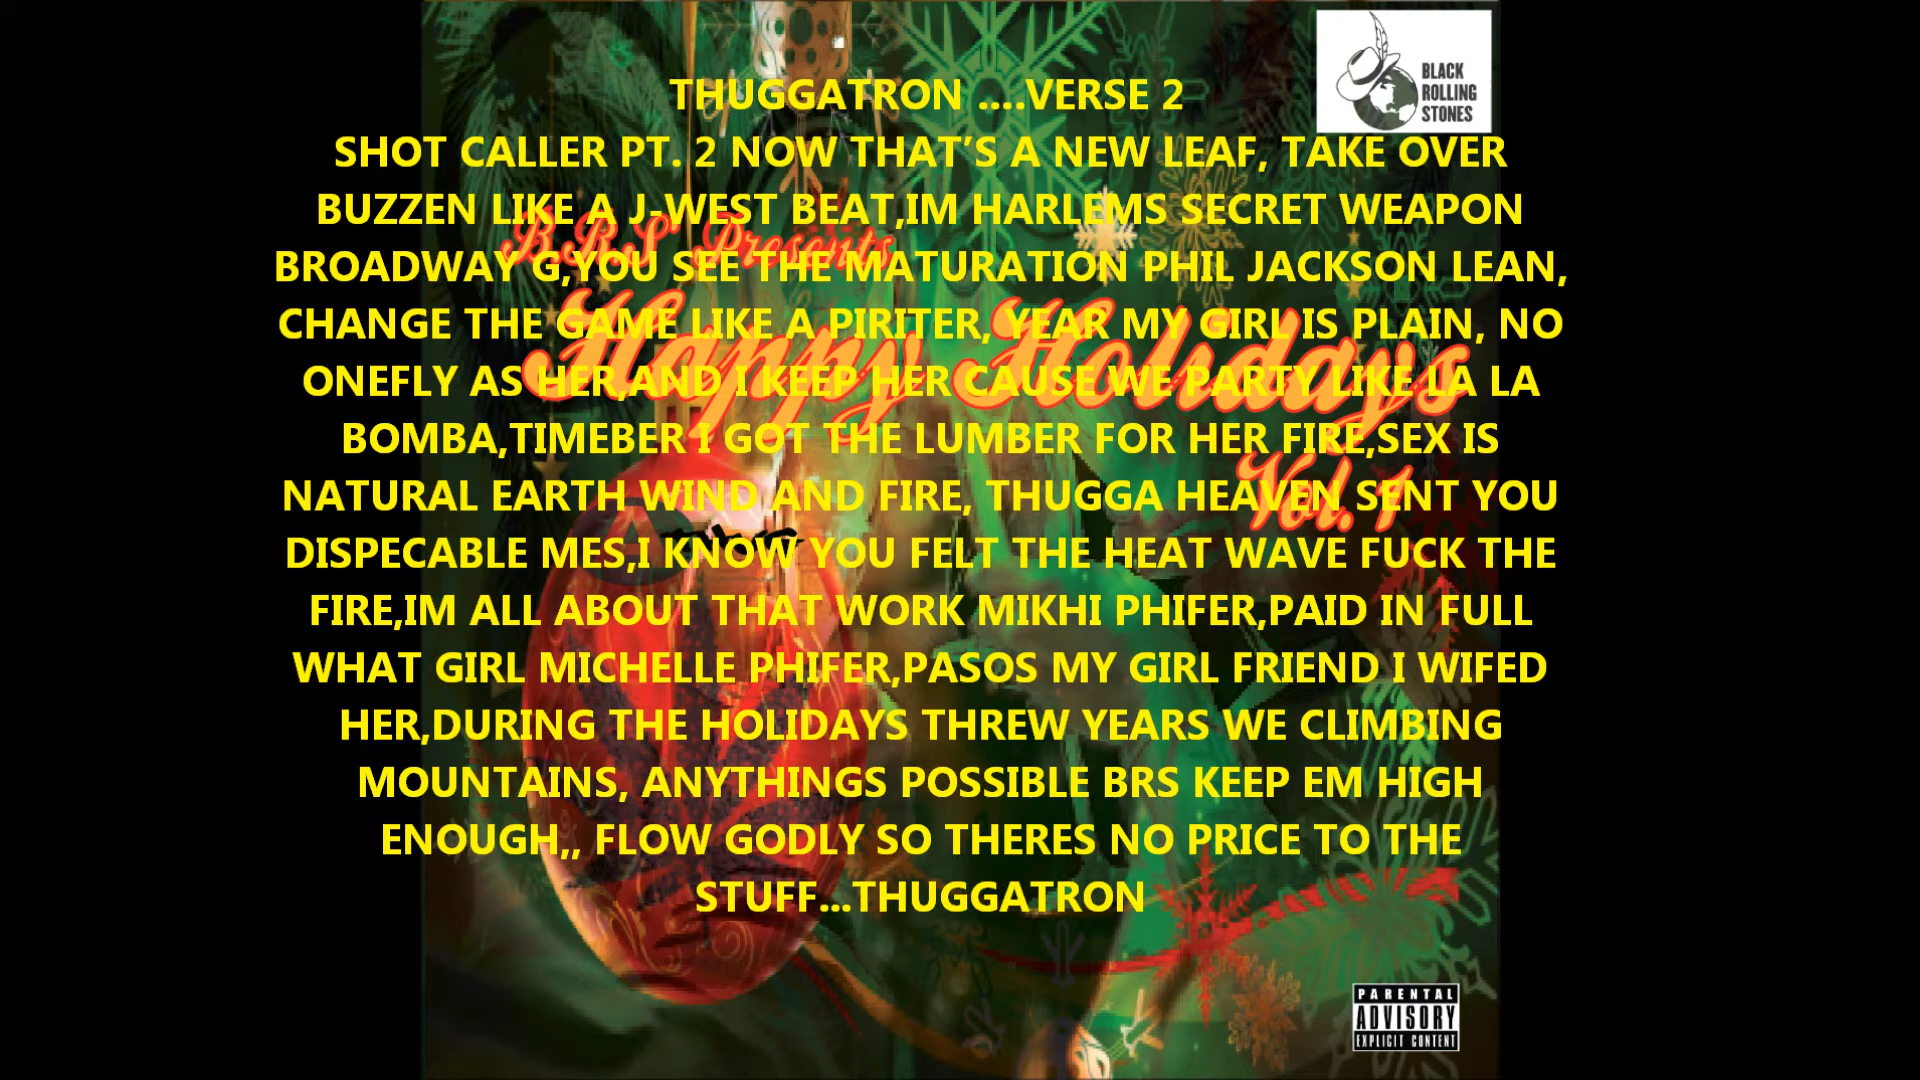 BLACK
ROLLING
STONES
THUGGATRON ....VERSE 2
SHOT CALLER PT. 2 NOW THAT'S A NEW LEAF, TAKE OVER
BUZZEN LIKE A J-WEST BEAT,IM HARLEMS SECRET WEAPON
BROADWAY G,YOU SEE THE MATURATION PHIL JACKSON LEAN,
CHANGE THE GAME LIKE A PIRITER, YEAR MY GIRL IS PLAIN, NO
ONEFLY AS HER,AND I KEEP HER CAUSE WE PARTY LIKE LA LA
BOMBA,TIMEBER I GOT THE LUMBER FOR HER FIRE,SEX IS
NATURAL EARTH WIND AND FIRE, THUGGA HEAVEN SENT YOU
DISPECABLE MES,I KNOW YOU FELT THE HEAT WAVE FUCK THE
FIRE,IM ALL ABOUT THAT WORK MIKHI PHIFER,PAID IN FULL
WHAT GIRL MICHELLE PHIFER,PASOS MY GIRL FRIEND I WIFED
HER,DURING THE HOLIDAYS THREW YEARS WE CLIMBING
MOUNTAINS, ANYTHINGS POSSIBLE BRS KEEP EM HIGH
ENOUGH,, FLOW GODLY SO THERES NO PRICE TO THE
STUFF...THUGGATRON
B.R.S. Presents
Happy Holidays
Vol. 1
PARENTAL
ADVISORY
EXPLICIT CONTENT